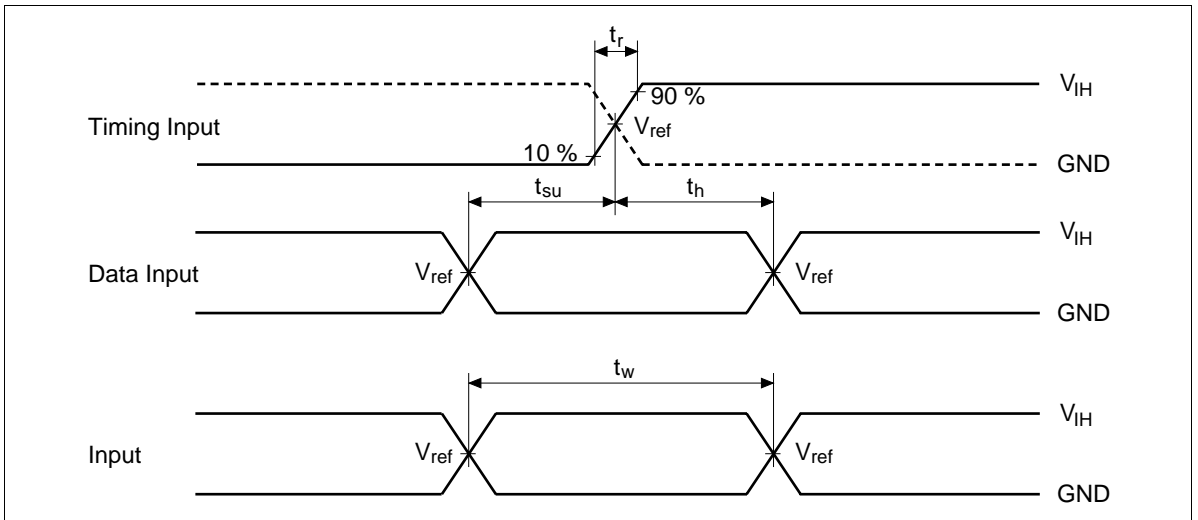 tr
VIH
90 %
Timing Input
Vref
10 %
GND
tsu
th
VIH
Data Input
Vref
Vref
GND
tw
VIH
Input
Vref
Vref
GND